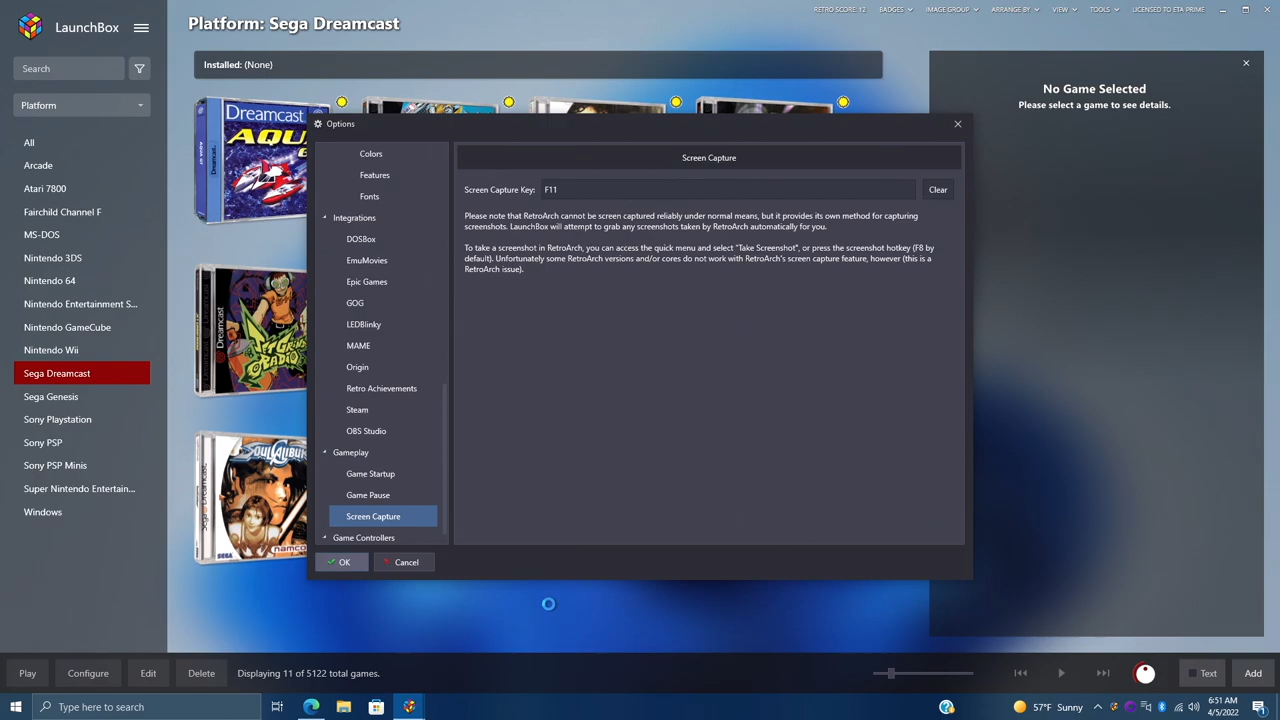 LaunchBox
Platform: Sega Dreamcast
RETRO SCORE: 12
BADGES
IMAGE GROUP
ARRANGE BY
VIEW
TOOLS
LICENSED TO ETA PRIME
Search
Installed: (None)
Platform
All
Arcade
Atari 7800
Fairchild Channel F
MS-DOS
Nintendo 3DS
Nintendo 64
Nintendo Entertainment S...
Nintendo GameCube
Nintendo Wii
Sega Dreamcast
Sega Genesis
Sony Playstation
Sony PSP
Sony PSP Minis
Super Nintendo Entertain...
Windows
Dreamcast
AQUA
Dreamcast
JET GRIND
RADIO
SOULCALIBUR
namco
Options
Colors
Features
Fonts
Integrations
DOSBox
EmuMovies
Epic Games
GOG
LEDBlinky
MAME
Origin
Retro Achievements
Steam
OBS Studio
Gameplay
Game Startup
Game Pause
Screen Capture
Game Controllers
Screen Capture
Screen Capture Key: F11 Clear
Please note that RetroArch cannot be screen captured reliably under normal means, but it provides its own method for capturing
screenshots. LaunchBox will attempt to grab any screenshots taken by RetroArch automatically for you.
To take a screenshot in RetroArch, you can access the quick menu and select "Take Screenshot", or press the screenshot hotkey (F8 by
default). Unfortunately some RetroArch versions and/or cores do not work with RetroArch's screen capture feature, however (this is a
RetroArch issue).
OK
Cancel
No Game Selected
Please select a game to see details.
Play
Configure
Edit
Delete
Displaying 11 of 5122 total games.
Text
Add
Type here to search
57°F Sunny
6:51 AM
4/5/2022